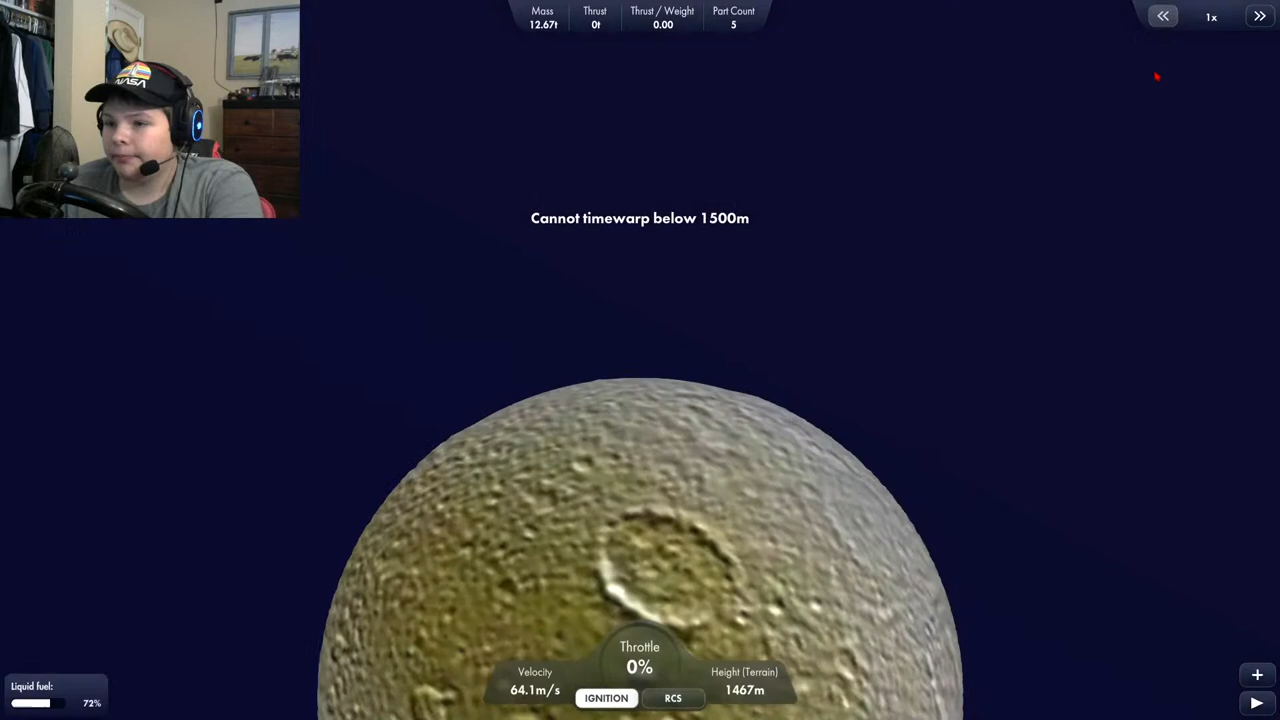 Mass
12.67t
Thrust
0t
Thrust / Weight
0.00
Part Count
5
1x
NASA
Cannot timewarp below 1500m
Throttle
0%
Velocity
64.1m/s
Height (Terrain)
1467m
IGNITION
RCS
Liquid fuel:
72%